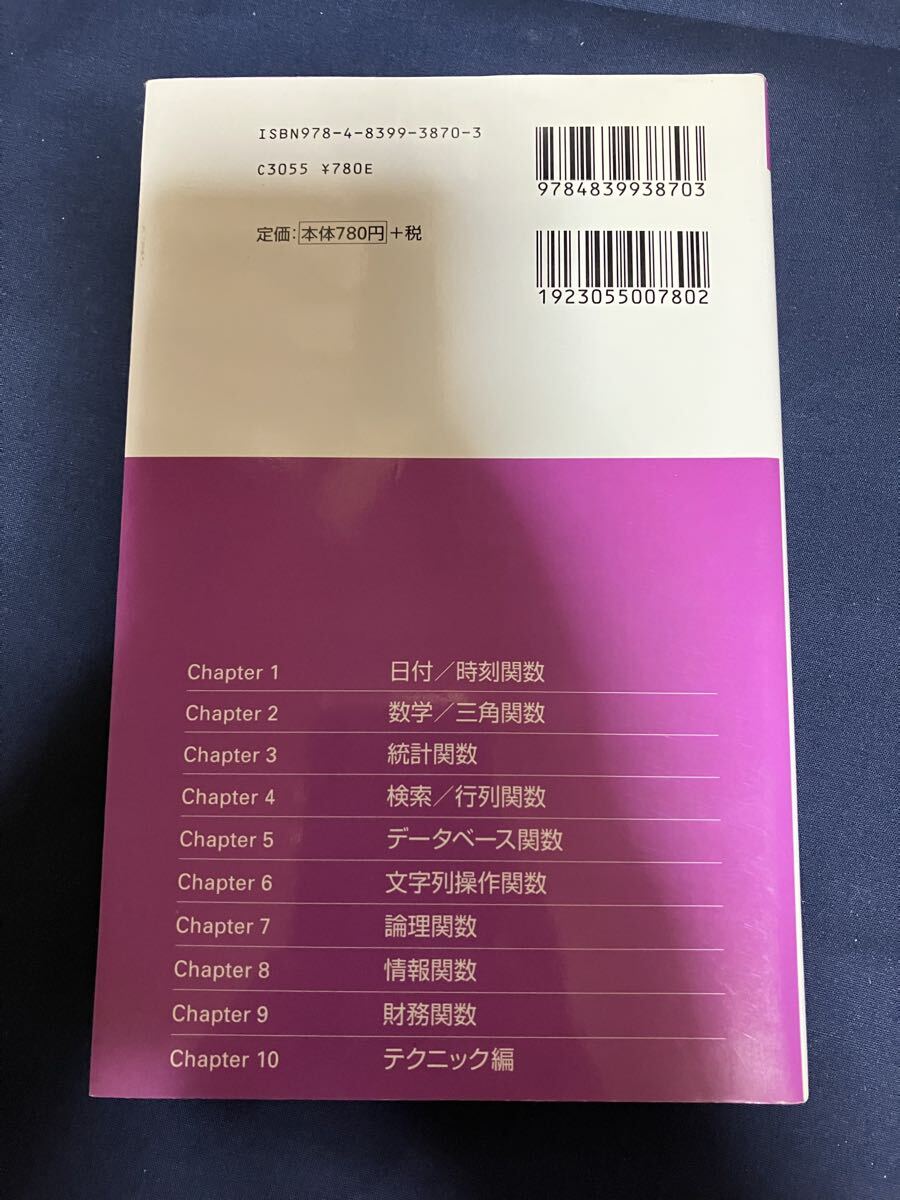 ISBN978-4-8399-3870-3
C3055 ¥780E
定価：本体780円＋税
9784839938703
1923055007802
Chapter 1 日付／時刻関数
Chapter 2 数学／三角関数
Chapter 3 統計関数
Chapter 4 検索／行列関数
Chapter 5 データベース関数
Chapter 6 文字列操作関数
Chapter 7 論理関数
Chapter 8 情報関数
Chapter 9 財務関数
Chapter 10 テクニック編